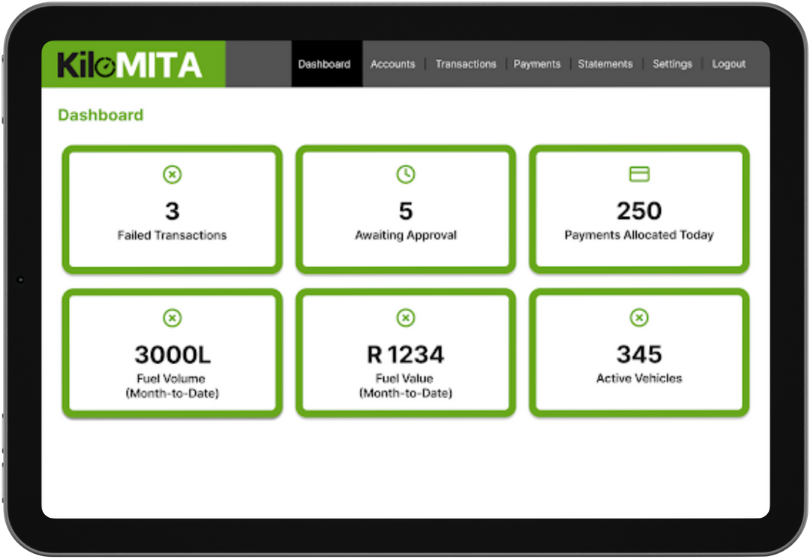 KiloMITA
Dashboard
Accounts
Transactions
Payments
Statements
Settings
Logout
Dashboard
3
Failed Transactions
5
Awaiting Approval
250
Payments Allocated Today
3000L
Fuel Volume
(Month-to-Date)
R 1234
Fuel Value
(Month-to-Date)
345
Active Vehicles